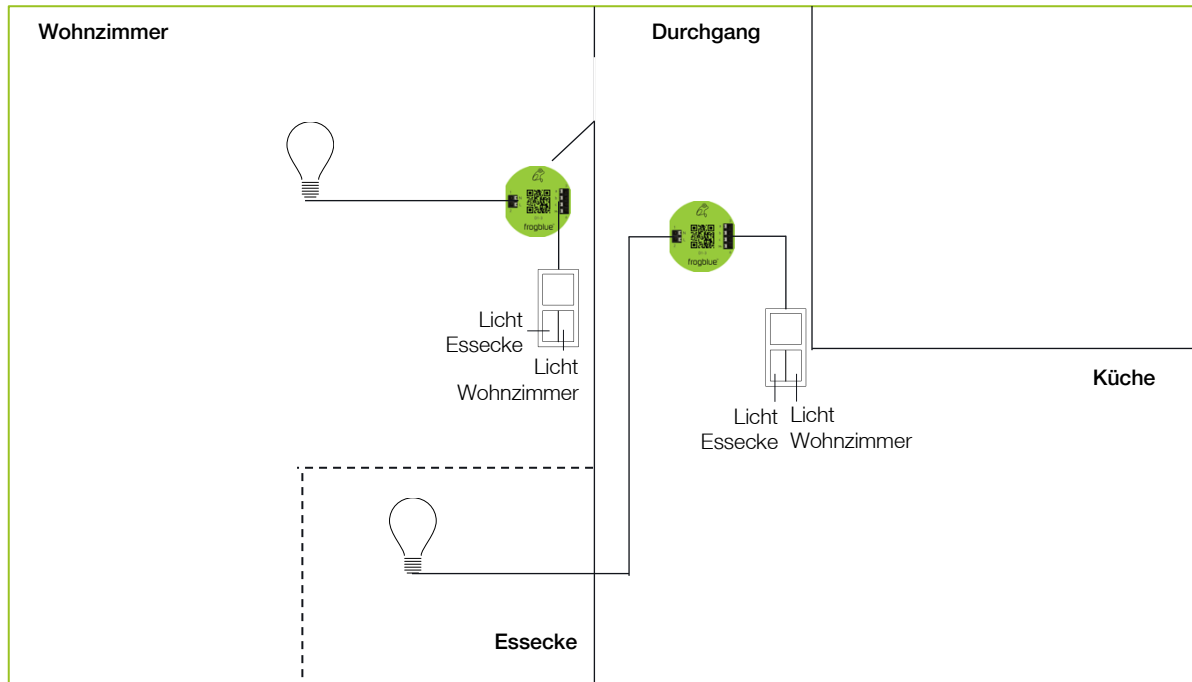 Wohnzimmer
Durchgang
frogblue
frogblue
Licht
Essecke
Licht
Wohnzimmer
Küche
Licht
Essecke
Licht
Wohnzimmer
Essecke